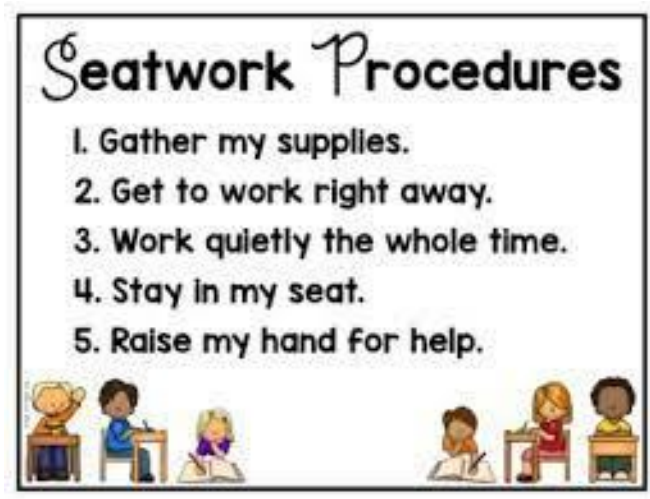 Seatwork Procedures
1. Gather my supplies.
2. Get to work right away.
3. Work quietly the whole time.
4. Stay in my seat.
5. Raise my hand for help.